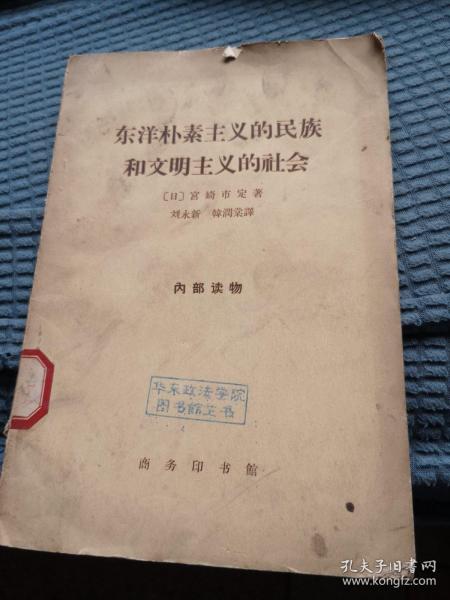 东洋朴素主义的民族
和文明主义的社会
〔日〕宮崎市定著
刘永新 韓润棠譯
內部读物
华东政法学院
图书館芷书
商务印书館
孔夫子旧书网
www.kongfz.com